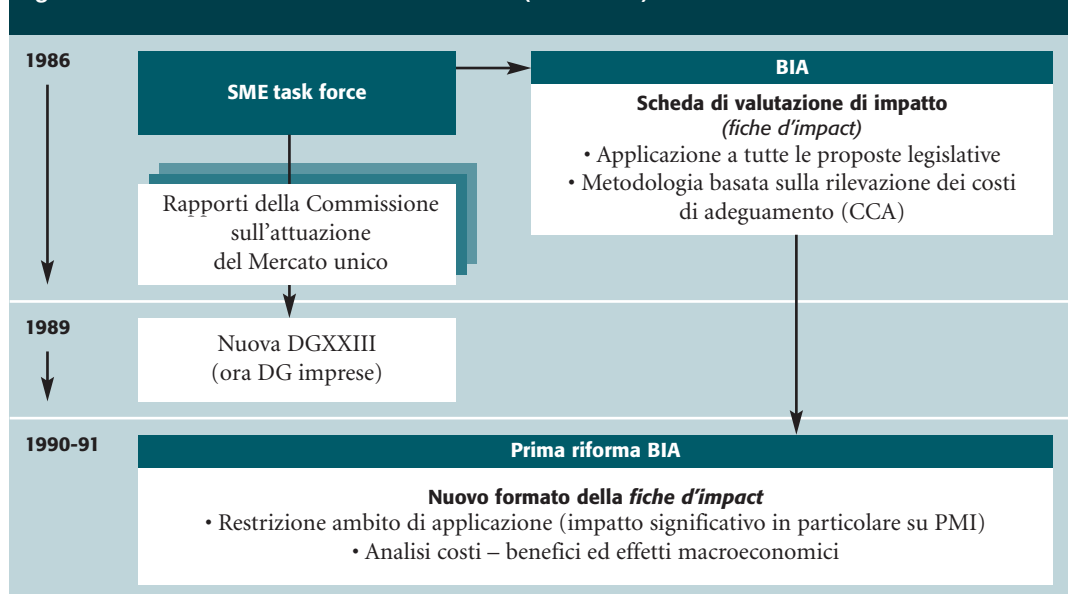 1986
SME task force
BIA
Scheda di valutazione di impatto
(fiche d'impact)
• Applicazione a tutte le proposte legislative
• Metodologia basata sulla rilevazione dei costi
di adeguamento (CCA)
Rapporti della Commissione
sull'attuazione
del Mercato unico
1989
Nuova DGXXIII
(ora DG imprese)
1990-91
Prima riforma BIA
Nuovo formato della fiche d'impact
• Restrizione ambito di applicazione (impatto significativo in particolare su PMI)
• Analisi costi – benefici ed effetti macroeconomici